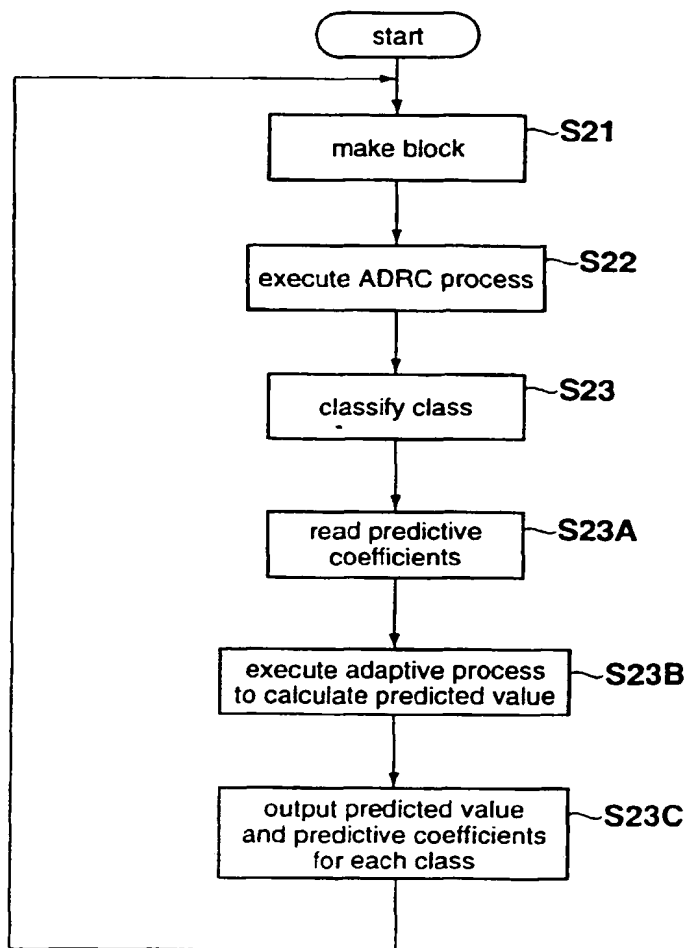 start
make block
S21
execute ADRC process
S22
classify class
S23
read predictive
coefficients
S23A
execute adaptive process
to calculate predicted value
S23B
output predicted value
and predictive coefficients
for each class
S23C